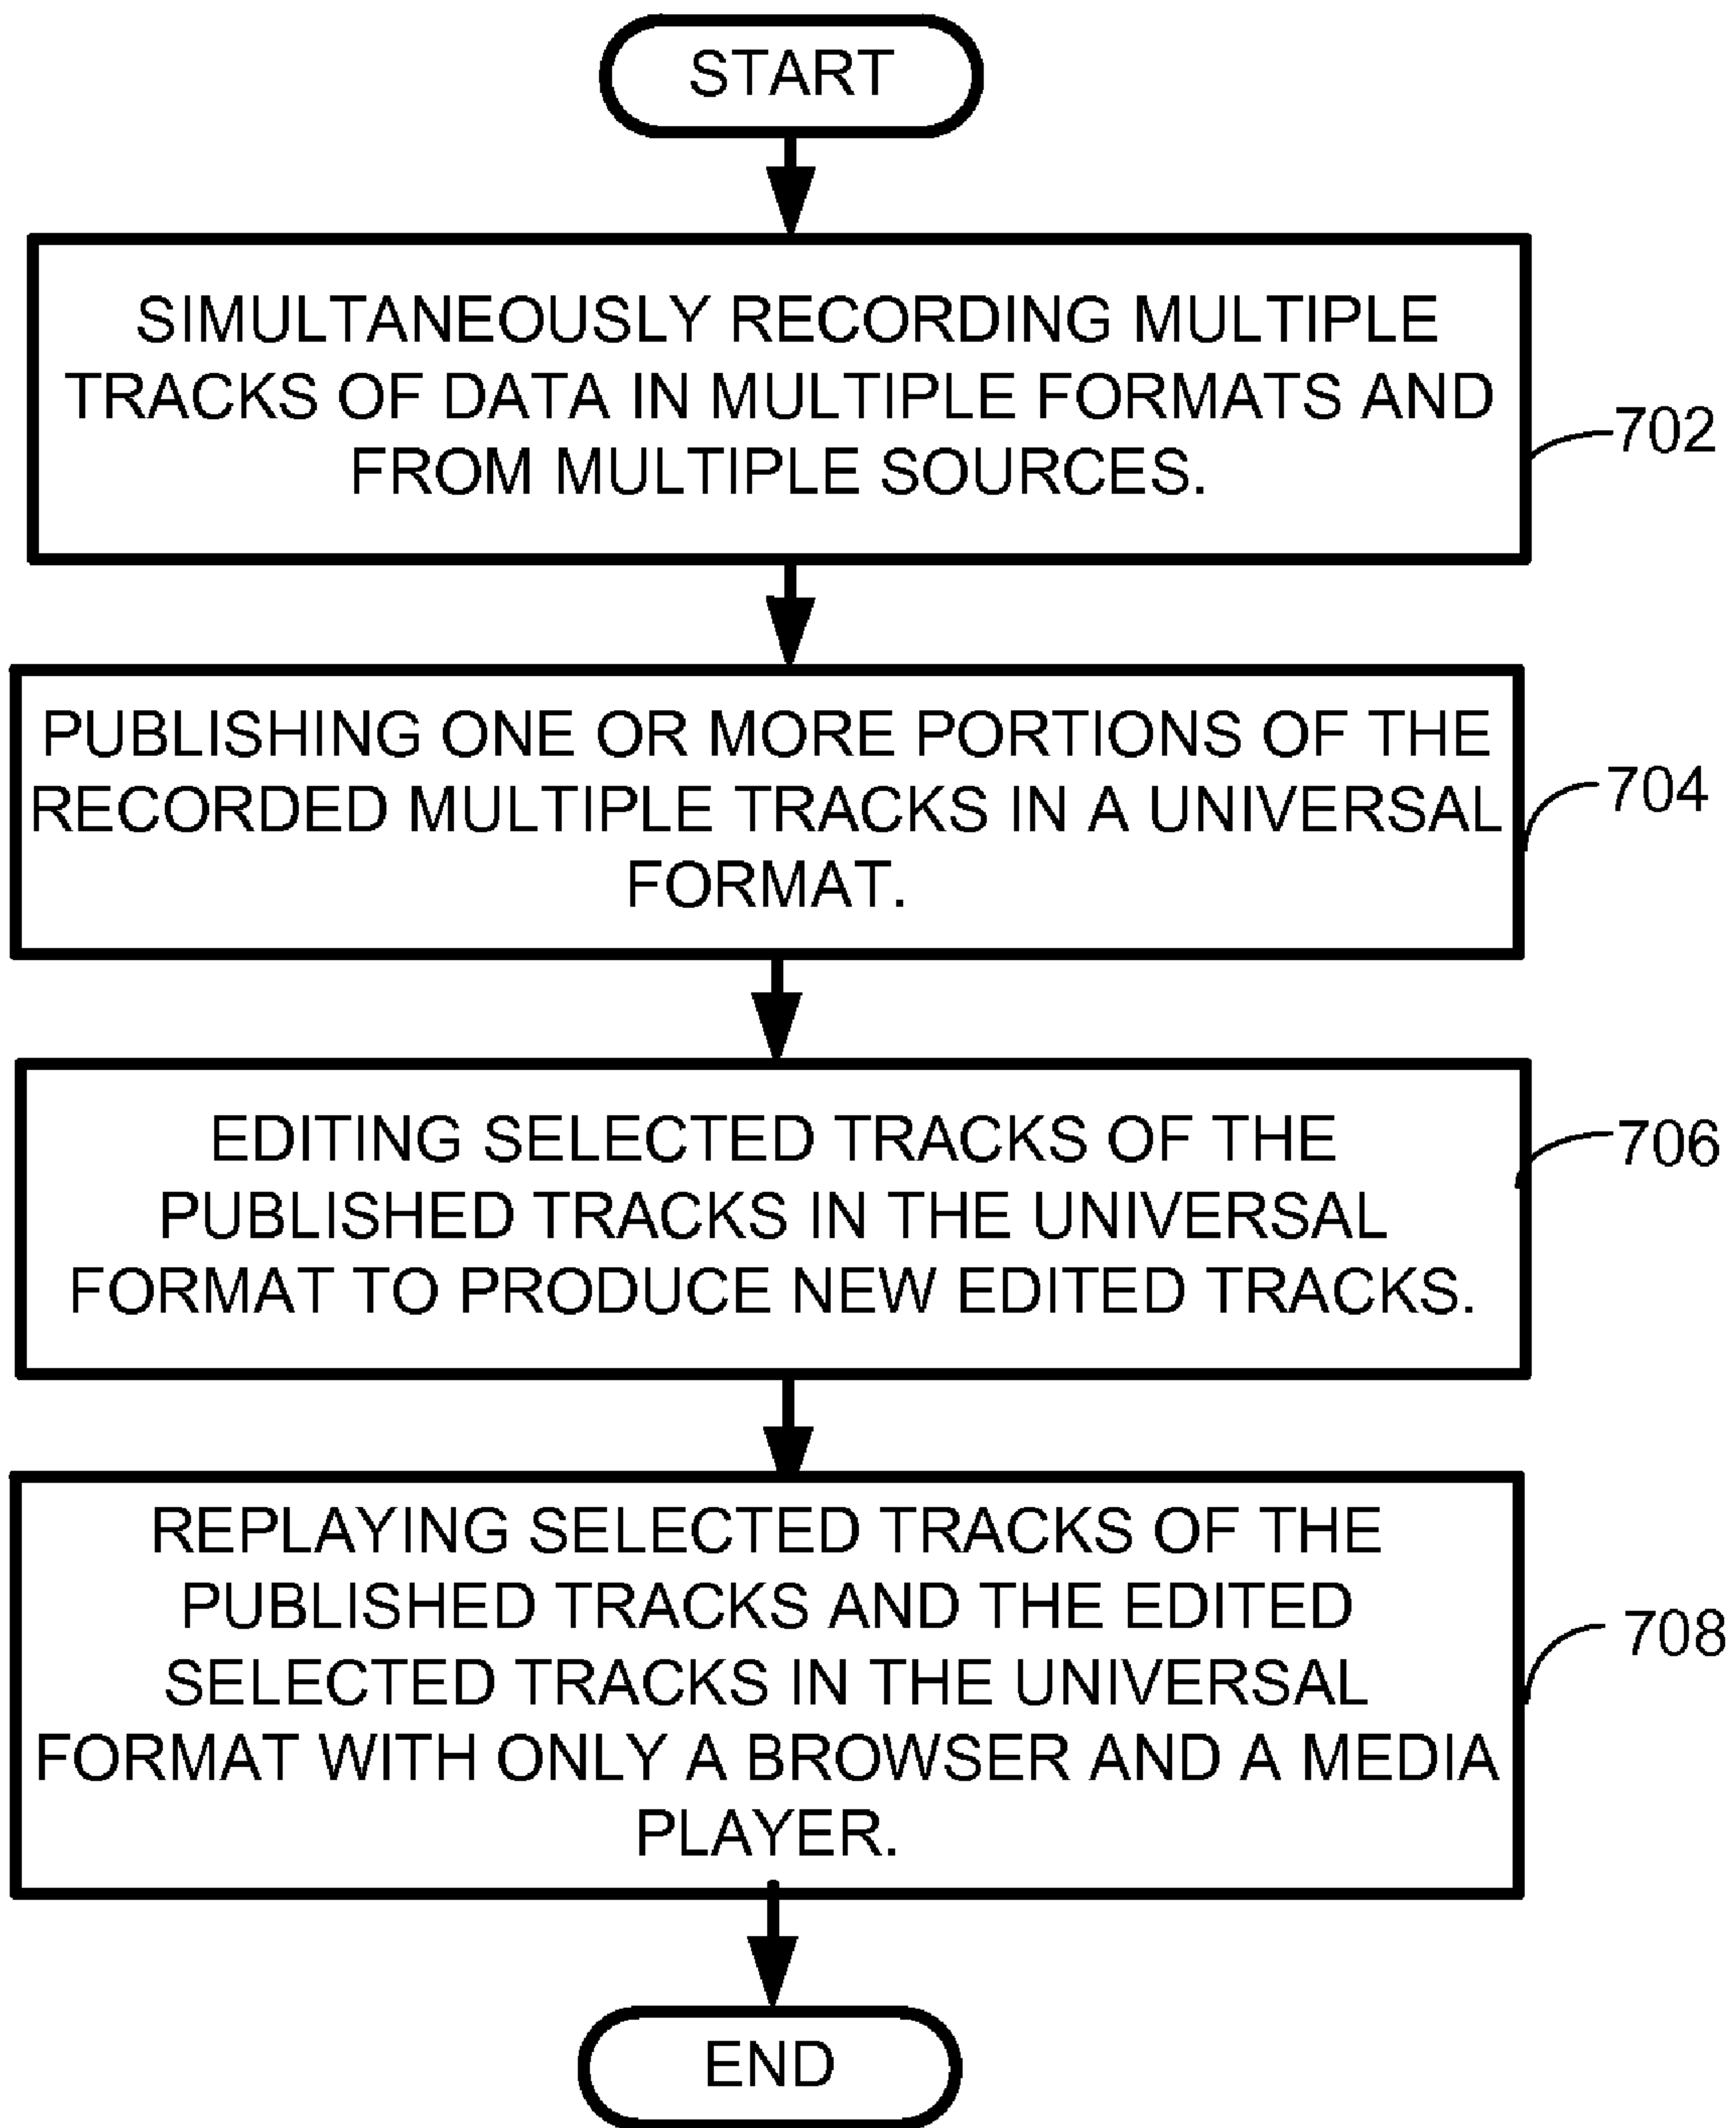 START
SIMULTANEOUSLY RECORDING MULTIPLE
TRACKS OF DATA IN MULTIPLE FORMATS AND
FROM MULTIPLE SOURCES.
702
PUBLISHING ONE OR MORE PORTIONS OF THE
RECORDED MULTIPLE TRACKS IN A UNIVERSAL
FORMAT.
704
EDITING SELECTED TRACKS OF THE
PUBLISHED TRACKS IN THE UNIVERSAL
FORMAT TO PRODUCE NEW EDITED TRACKS.
706
REPLAYING SELECTED TRACKS OF THE
PUBLISHED TRACKS AND THE EDITED
SELECTED TRACKS IN THE UNIVERSAL
FORMAT WITH ONLY A BROWSER AND A MEDIA
PLAYER.
708
END